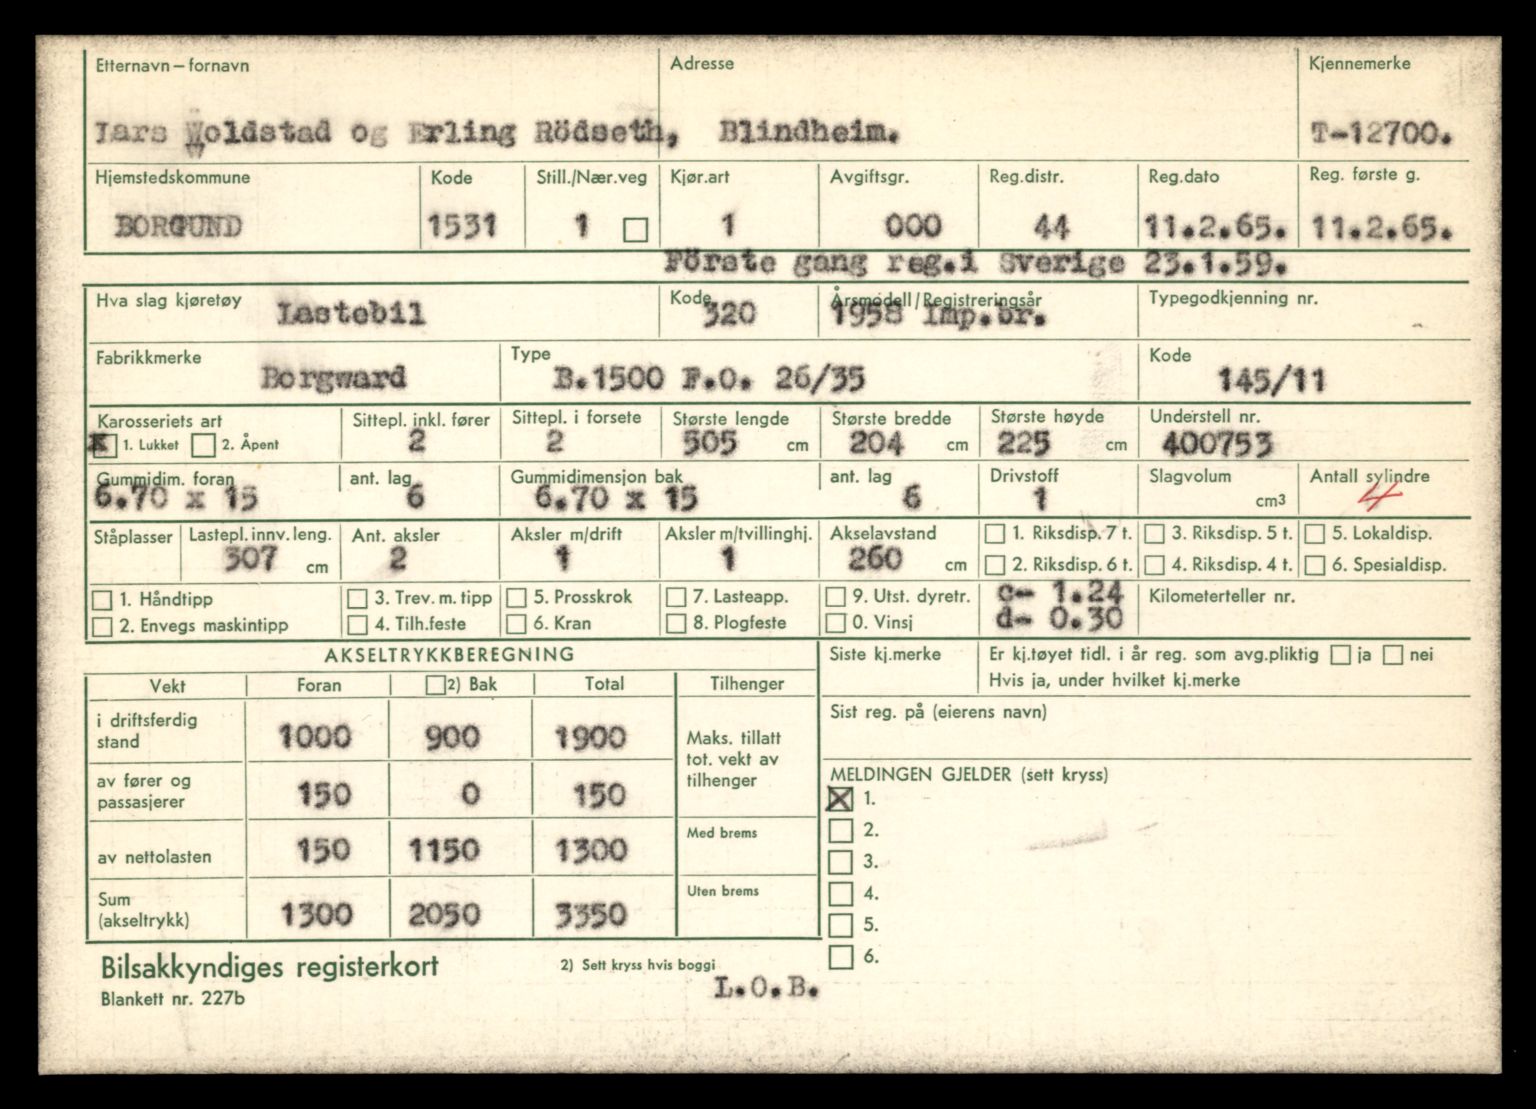 Etternavn – fornavn Adresse Kjennemerke
Lars Woldstad og Erling Rödseth, Blindheim. T-12700.
Hjemstedskommune Kode Still./Nær.veg Kjør.art Avgiftsgr. Reg.distr. Reg.dato Reg. første g.
BORGUND 1531 1 1 000 44 11.2.65. 11.2.65.
Förste gang reg.i Sverige 23.1.59.
Hva slag kjøretøy Lastebil Kode 320 Årsmodell/Registreringsår 1958 Imp.br. Typegodkjenning nr.
Fabrikkmerke Type Kode
Borgward B.1500 F.O. 26/35 145/11
Karosseriets art Sittepl. inkl. fører Sittepl. i forsete Største lengde Største bredde Største høyde Understell nr.
X 1. Lukket 2. Åpent 2 2 505 cm 204 cm 225 cm 400753
Gummidim. foran ant. lag Gummidimensjon bak ant. lag Drivstoff Slagvolum Antall sylindre
6.70 x 15 6 6.70 x 15 6 1 cm3 4
Ståplasser Lastepl. innv. leng. Ant. aksler Aksler m/drift Aksler m/tvillinghj. Akselavstand 1. Riksdisp. 7 t. 3. Riksdisp. 5 t. 5. Lokaldisp.
307 cm 2 1 1 260 cm 2. Riksdisp. 6 t. 4. Riksdisp. 4 t. 6. Spesialdisp.
1. Håndtipp 3. Trev. m. tipp 5. Prosskrok 7. Lasteapp. 9. Utst. dyretr. c- 1.24 Kilometerteller nr.
2. Envegs maskintipp 4. Tilh.feste 6. Kran 8. Plogfeste 0. Vinsj d- 0.30
AKSELTRYKKBEREGNING Siste kj.merke Er kj.tøyet tidl. i år reg. som avg.pliktig ja nei
Hvis ja, under hvilket kj.merke
Vekt Foran 2) Bak Total Tilhenger
Sist reg. på (eierens navn)
i driftsferdig stand 1000 900 1900 Maks. tillatt tot. vekt av tilhenger
av fører og passasjerer 150 0 150
MELDINGEN GJELDER (sett kryss)
X 1.
2.
3.
4.
5.
6.
Med brems
av nettolasten 150 1150 1300
Uten brems
Sum (akseltrykk) 1300 2050 3350
Bilsakkyndiges registerkort 2) Sett kryss hvis boggi
L.O.B.
Blankett nr. 227b